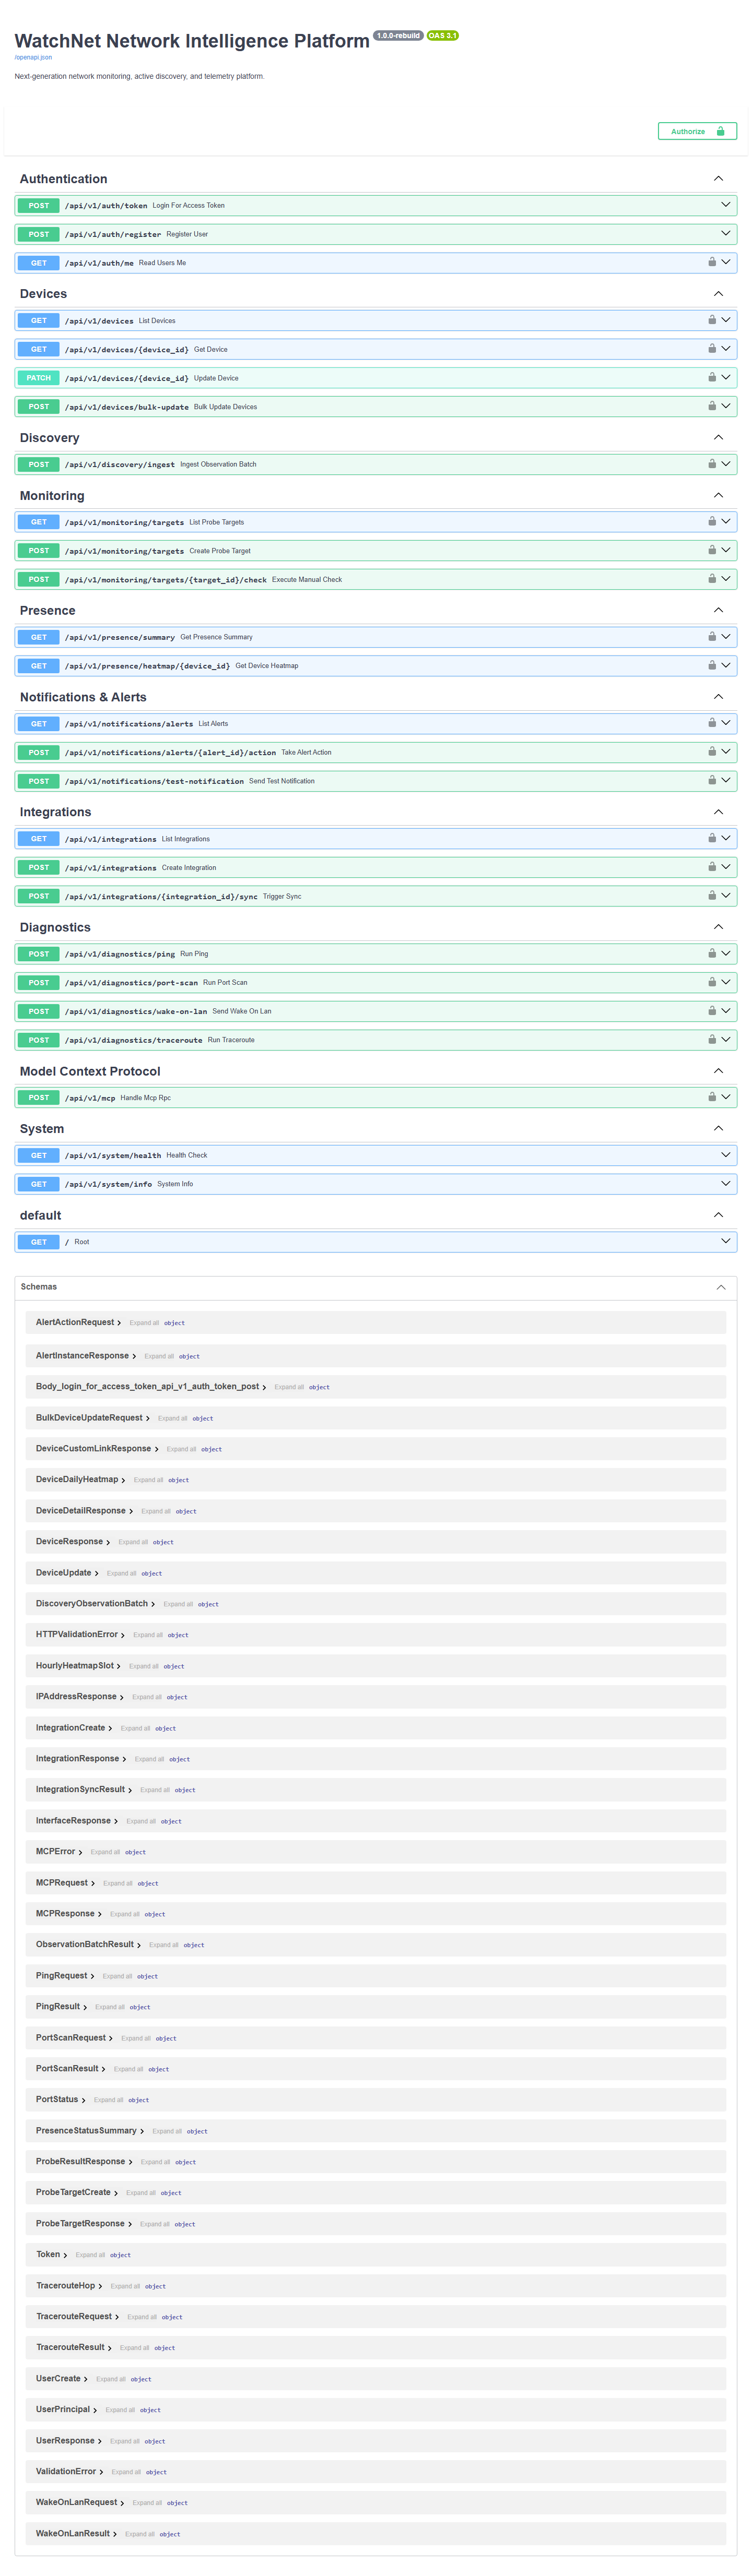 WatchNet Network Intelligence Platform 1.0.0-rebuild OAS 3.1
/openapi.json
Next-generation network monitoring, active discovery, and telemetry platform.
Authorize
Authentication
POST /api/v1/auth/token Login For Access Token
POST /api/v1/auth/register Register User
GET /api/v1/auth/me Read Users Me
Devices
GET /api/v1/devices List Devices
GET /api/v1/devices/{device_id} Get Device
PATCH /api/v1/devices/{device_id} Update Device
POST /api/v1/devices/bulk-update Bulk Update Devices
Discovery
POST /api/v1/discovery/ingest Ingest Observation Batch
Monitoring
GET /api/v1/monitoring/targets List Probe Targets
POST /api/v1/monitoring/targets Create Probe Target
POST /api/v1/monitoring/targets/{target_id}/check Execute Manual Check
Presence
GET /api/v1/presence/summary Get Presence Summary
GET /api/v1/presence/heatmap/{device_id} Get Device Heatmap
Notifications & Alerts
GET /api/v1/notifications/alerts List Alerts
POST /api/v1/notifications/alerts/{alert_id}/action Take Alert Action
POST /api/v1/notifications/test-notification Send Test Notification
Integrations
GET /api/v1/integrations List Integrations
POST /api/v1/integrations Create Integration
POST /api/v1/integrations/{integration_id}/sync Trigger Sync
Diagnostics
POST /api/v1/diagnostics/ping Run Ping
POST /api/v1/diagnostics/port-scan Run Port Scan
POST /api/v1/diagnostics/wake-on-lan Send Wake On Lan
POST /api/v1/diagnostics/traceroute Run Traceroute
Model Context Protocol
POST /api/v1/mcp Handle Mcp Rpc
System
GET /api/v1/system/health Health Check
GET /api/v1/system/info System Info
default
GET / Root
Schemas
AlertActionRequest Expand all object
AlertInstanceResponse Expand all object
Body_login_for_access_token_api_v1_auth_token_post Expand all object
BulkDeviceUpdateRequest Expand all object
DeviceCustomLinkResponse Expand all object
DeviceDailyHeatmap Expand all object
DeviceDetailResponse Expand all object
DeviceResponse Expand all object
DeviceUpdate Expand all object
DiscoveryObservationBatch Expand all object
HTTPValidationError Expand all object
HourlyHeatmapSlot Expand all object
IPAddressResponse Expand all object
IntegrationCreate Expand all object
IntegrationResponse Expand all object
IntegrationSyncResult Expand all object
InterfaceResponse Expand all object
MCPError Expand all object
MCPRequest Expand all object
MCPResponse Expand all object
ObservationBatchResult Expand all object
PingRequest Expand all object
PingResult Expand all object
PortScanRequest Expand all object
PortScanResult Expand all object
PortStatus Expand all object
PresenceStatusSummary Expand all object
ProbeResultResponse Expand all object
ProbeTargetCreate Expand all object
ProbeTargetResponse Expand all object
Token Expand all object
TracerouteHop Expand all object
TracerouteRequest Expand all object
TracerouteResult Expand all object
UserCreate Expand all object
UserPrincipal Expand all object
UserResponse Expand all object
ValidationError Expand all object
WakeOnLanRequest Expand all object
WakeOnLanResult Expand all object